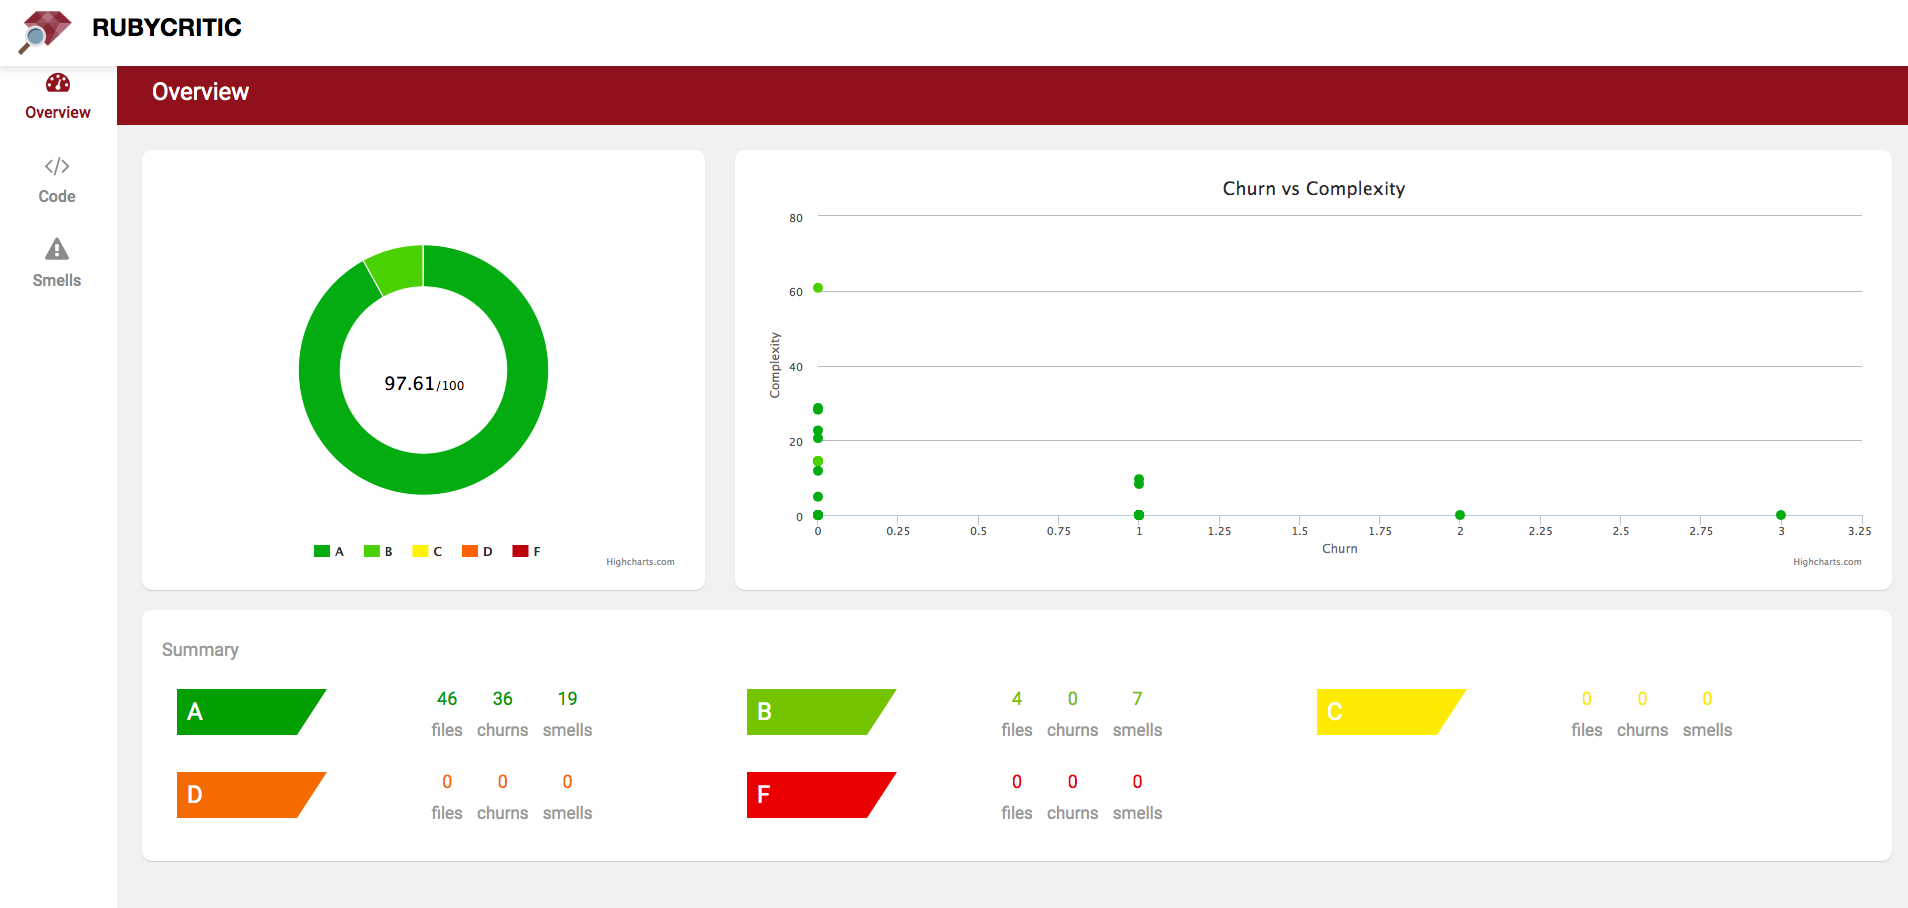 RUBYCRITIC
Overview
Code
Smells
Overview
97.61/100
A B C D F
Highcharts.com
Churn vs Complexity
Complexity
80
60
40
20
0
0 0.25 0.5 0.75 1 1.25 1.5 1.75 2 2.25 2.5 2.75 3 3.25
Churn
Highcharts.com
Summary
A 46 36 19
files churns smells
B 4 0 7
files churns smells
C 0 0 0
files churns smells
D 0 0 0
files churns smells
F 0 0 0
files churns smells